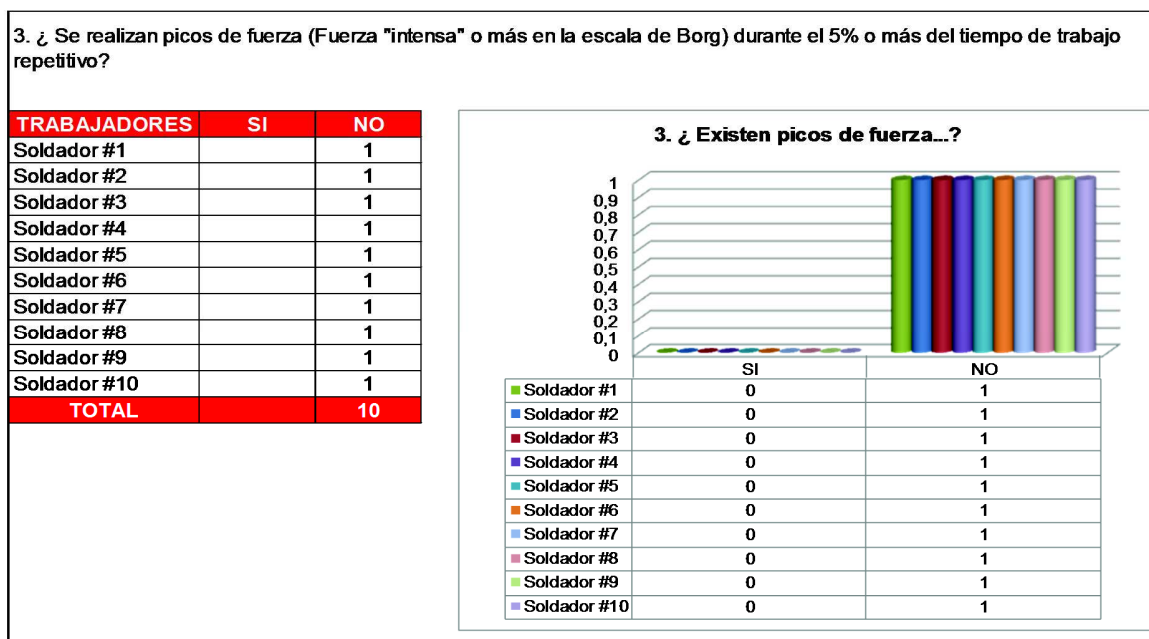 3. ¿ Se realizan picos de fuerza (Fuerza "intensa" o más en la escala de Borg) durante el 5% o más del tiempo de trabajo
repetitivo?
TRABAJADORES SI NO
Soldador #1 1
Soldador #2 1
Soldador #3 1
Soldador #4 1
Soldador #5 1
Soldador #6 1
Soldador #7 1
Soldador #8 1
Soldador #9 1
Soldador #10 1
TOTAL 10
3. ¿ Existen picos de fuerza...?
1
0,9
0,8
0,7
0,6
0,5
0,4
0,3
0,2
0,1
0
SI NO
Soldador #1 0 1
Soldador #2 0 1
Soldador #3 0 1
Soldador #4 0 1
Soldador #5 0 1
Soldador #6 0 1
Soldador #7 0 1
Soldador #8 0 1
Soldador #9 0 1
Soldador #10 0 1